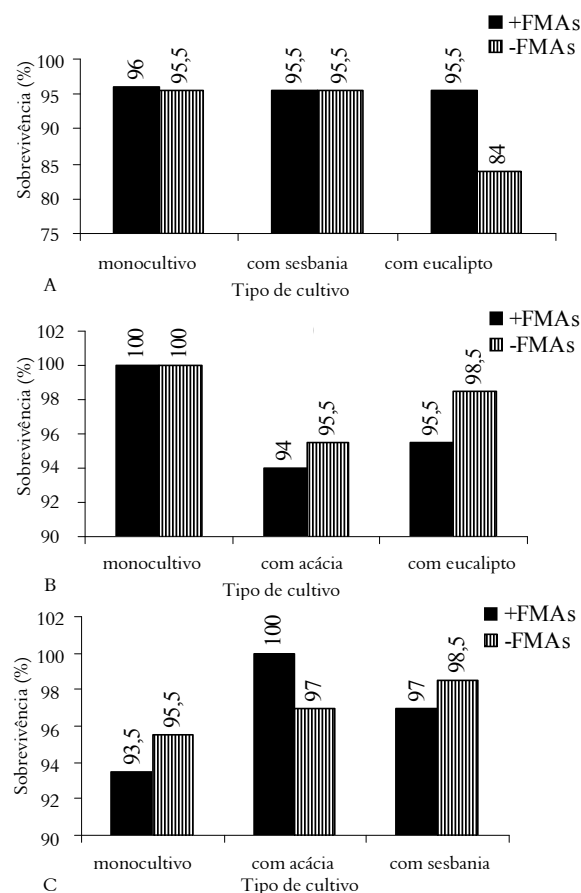 +FMAs
-FMAs
Sobrevivência (%)
100
95
90
85
80
75
96
95,5
95,5
95,5
95,5
84
monocultivo com sesbania com eucalipto
A
Tipo de cultivo
+FMAs
-FMAs
Sobrevivência (%)
102
100
98
96
94
92
90
100
100
94
95,5
95,5
98,5
monocultivo com acácia com eucalipto
B
Tipo de cultivo
+FMAs
-FMAs
Sobrevivência (%)
102
100
98
96
94
92
90
93,5
95,5
100
97
97
98,5
monocultivo com acácia com sesbania
C
Tipo de cultivo